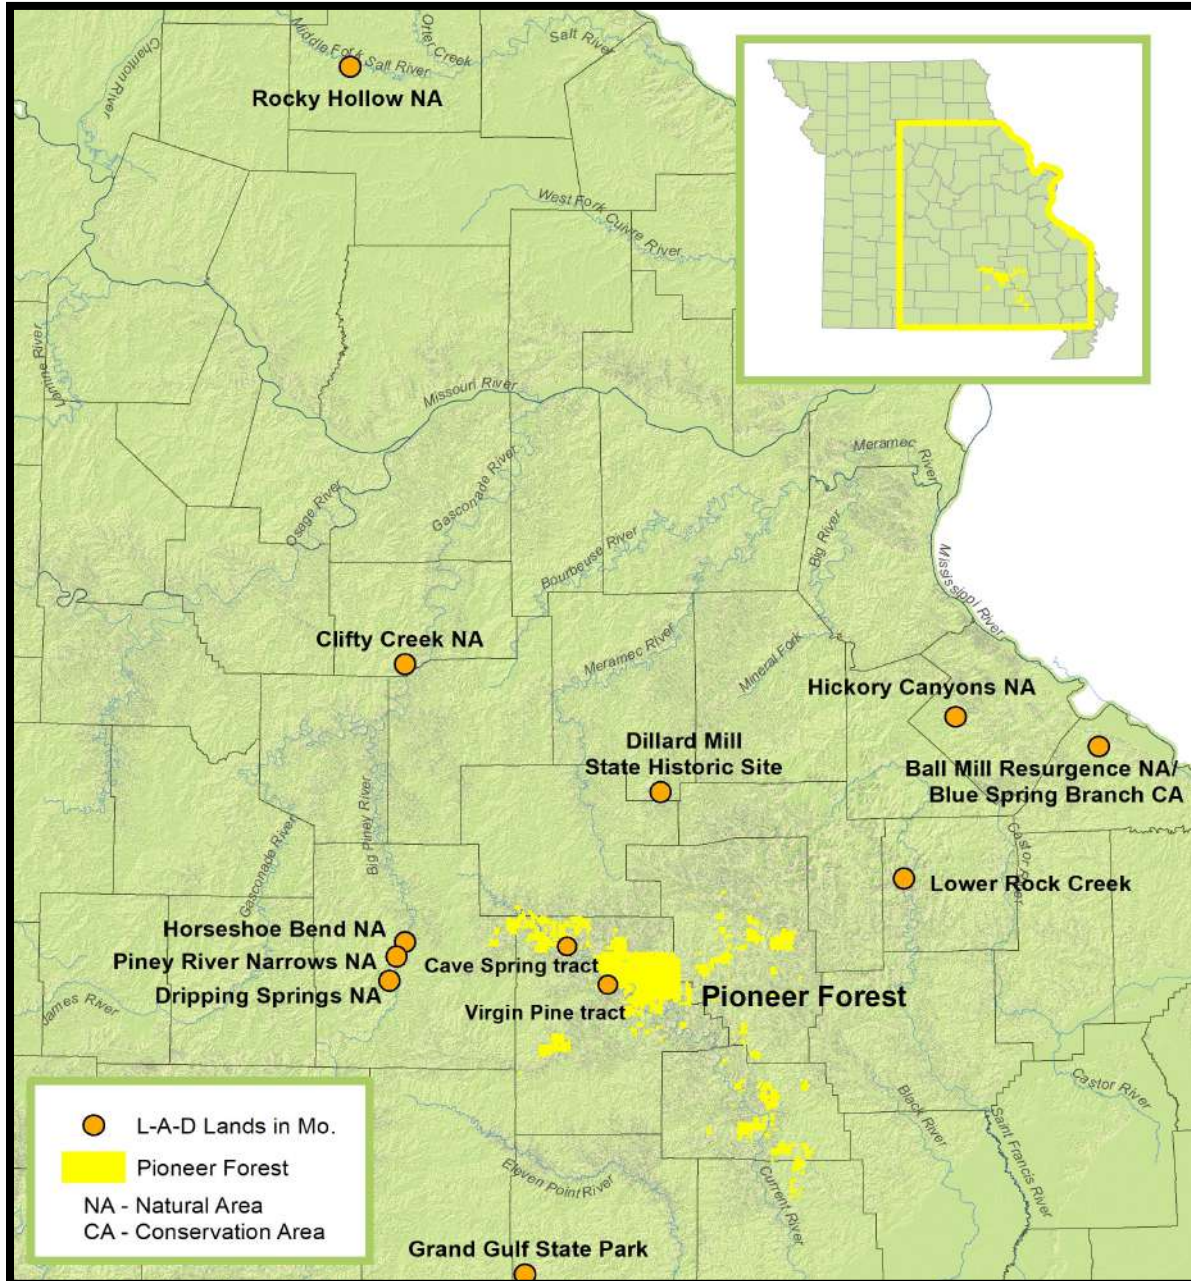 Chariton River
Middle Fork Salt River
Otter Creek
Salt River
Rocky Hollow NA
West Fork Cuivre River
Lamine River
Missouri River
Meramec River
Gasconade River
Osage River
Bourbeuse River
Big River
Mississippi River
Clifty Creek NA
Meramec River
Mineral Fork
Hickory Canyons NA
Dillard Mill
State Historic Site
Ball Mill Resurgence NA/
Blue Spring Branch CA
Big Piney River
Gasconade River
Castor River
Lower Rock Creek
Horseshoe Bend NA
Piney River Narrows NA
Dripping Springs NA
Cave Spring tract
Virgin Pine tract
Pioneer Forest
James River
Castor River
Black River
Saint Francis River
Eleven Point River
Current River
L-A-D Lands in Mo.
Pioneer Forest
NA - Natural Area
CA - Conservation Area
Grand Gulf State Park